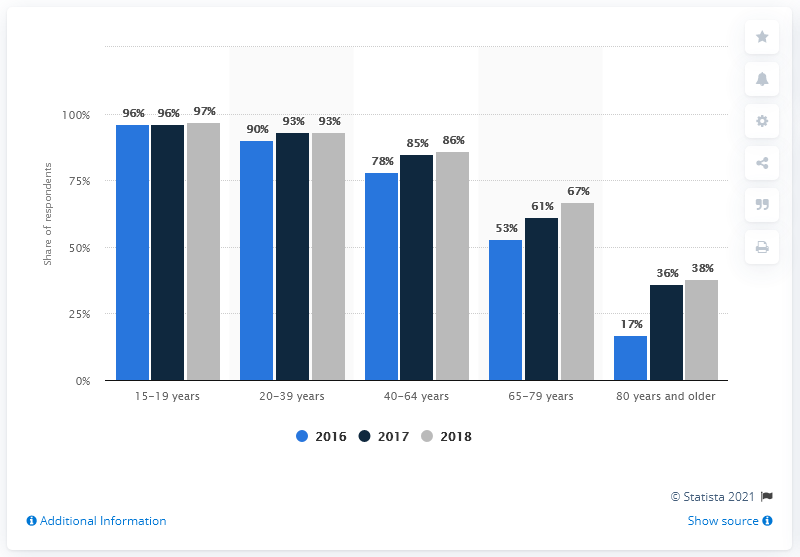 96% 96% 97%
90% 93% 93%
78% 85% 86%
53% 61% 67%
17% 36% 38%
100%
75%
50%
25%
0%
Share of respondents
15-19 years 20-39 years 40-64 years 65-79 years 80 years and older
2016 2017 2018
© Statista 2021
Additional Information Show source